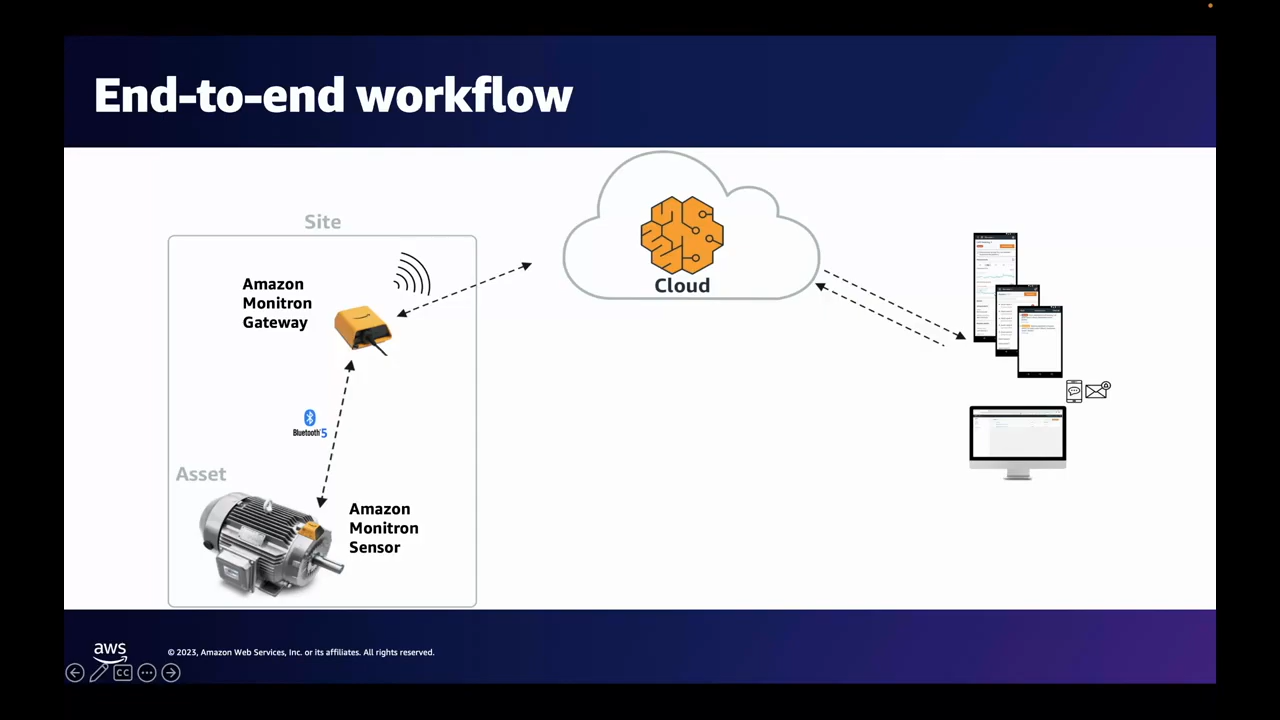 End-to-end workflow
Site
Amazon
Monitron
Gateway
Bluetooth 5
Asset
Amazon
Monitron
Sensor
Cloud
aws
© 2023, Amazon Web Services, Inc. or its affiliates. All rights reserved.
CC